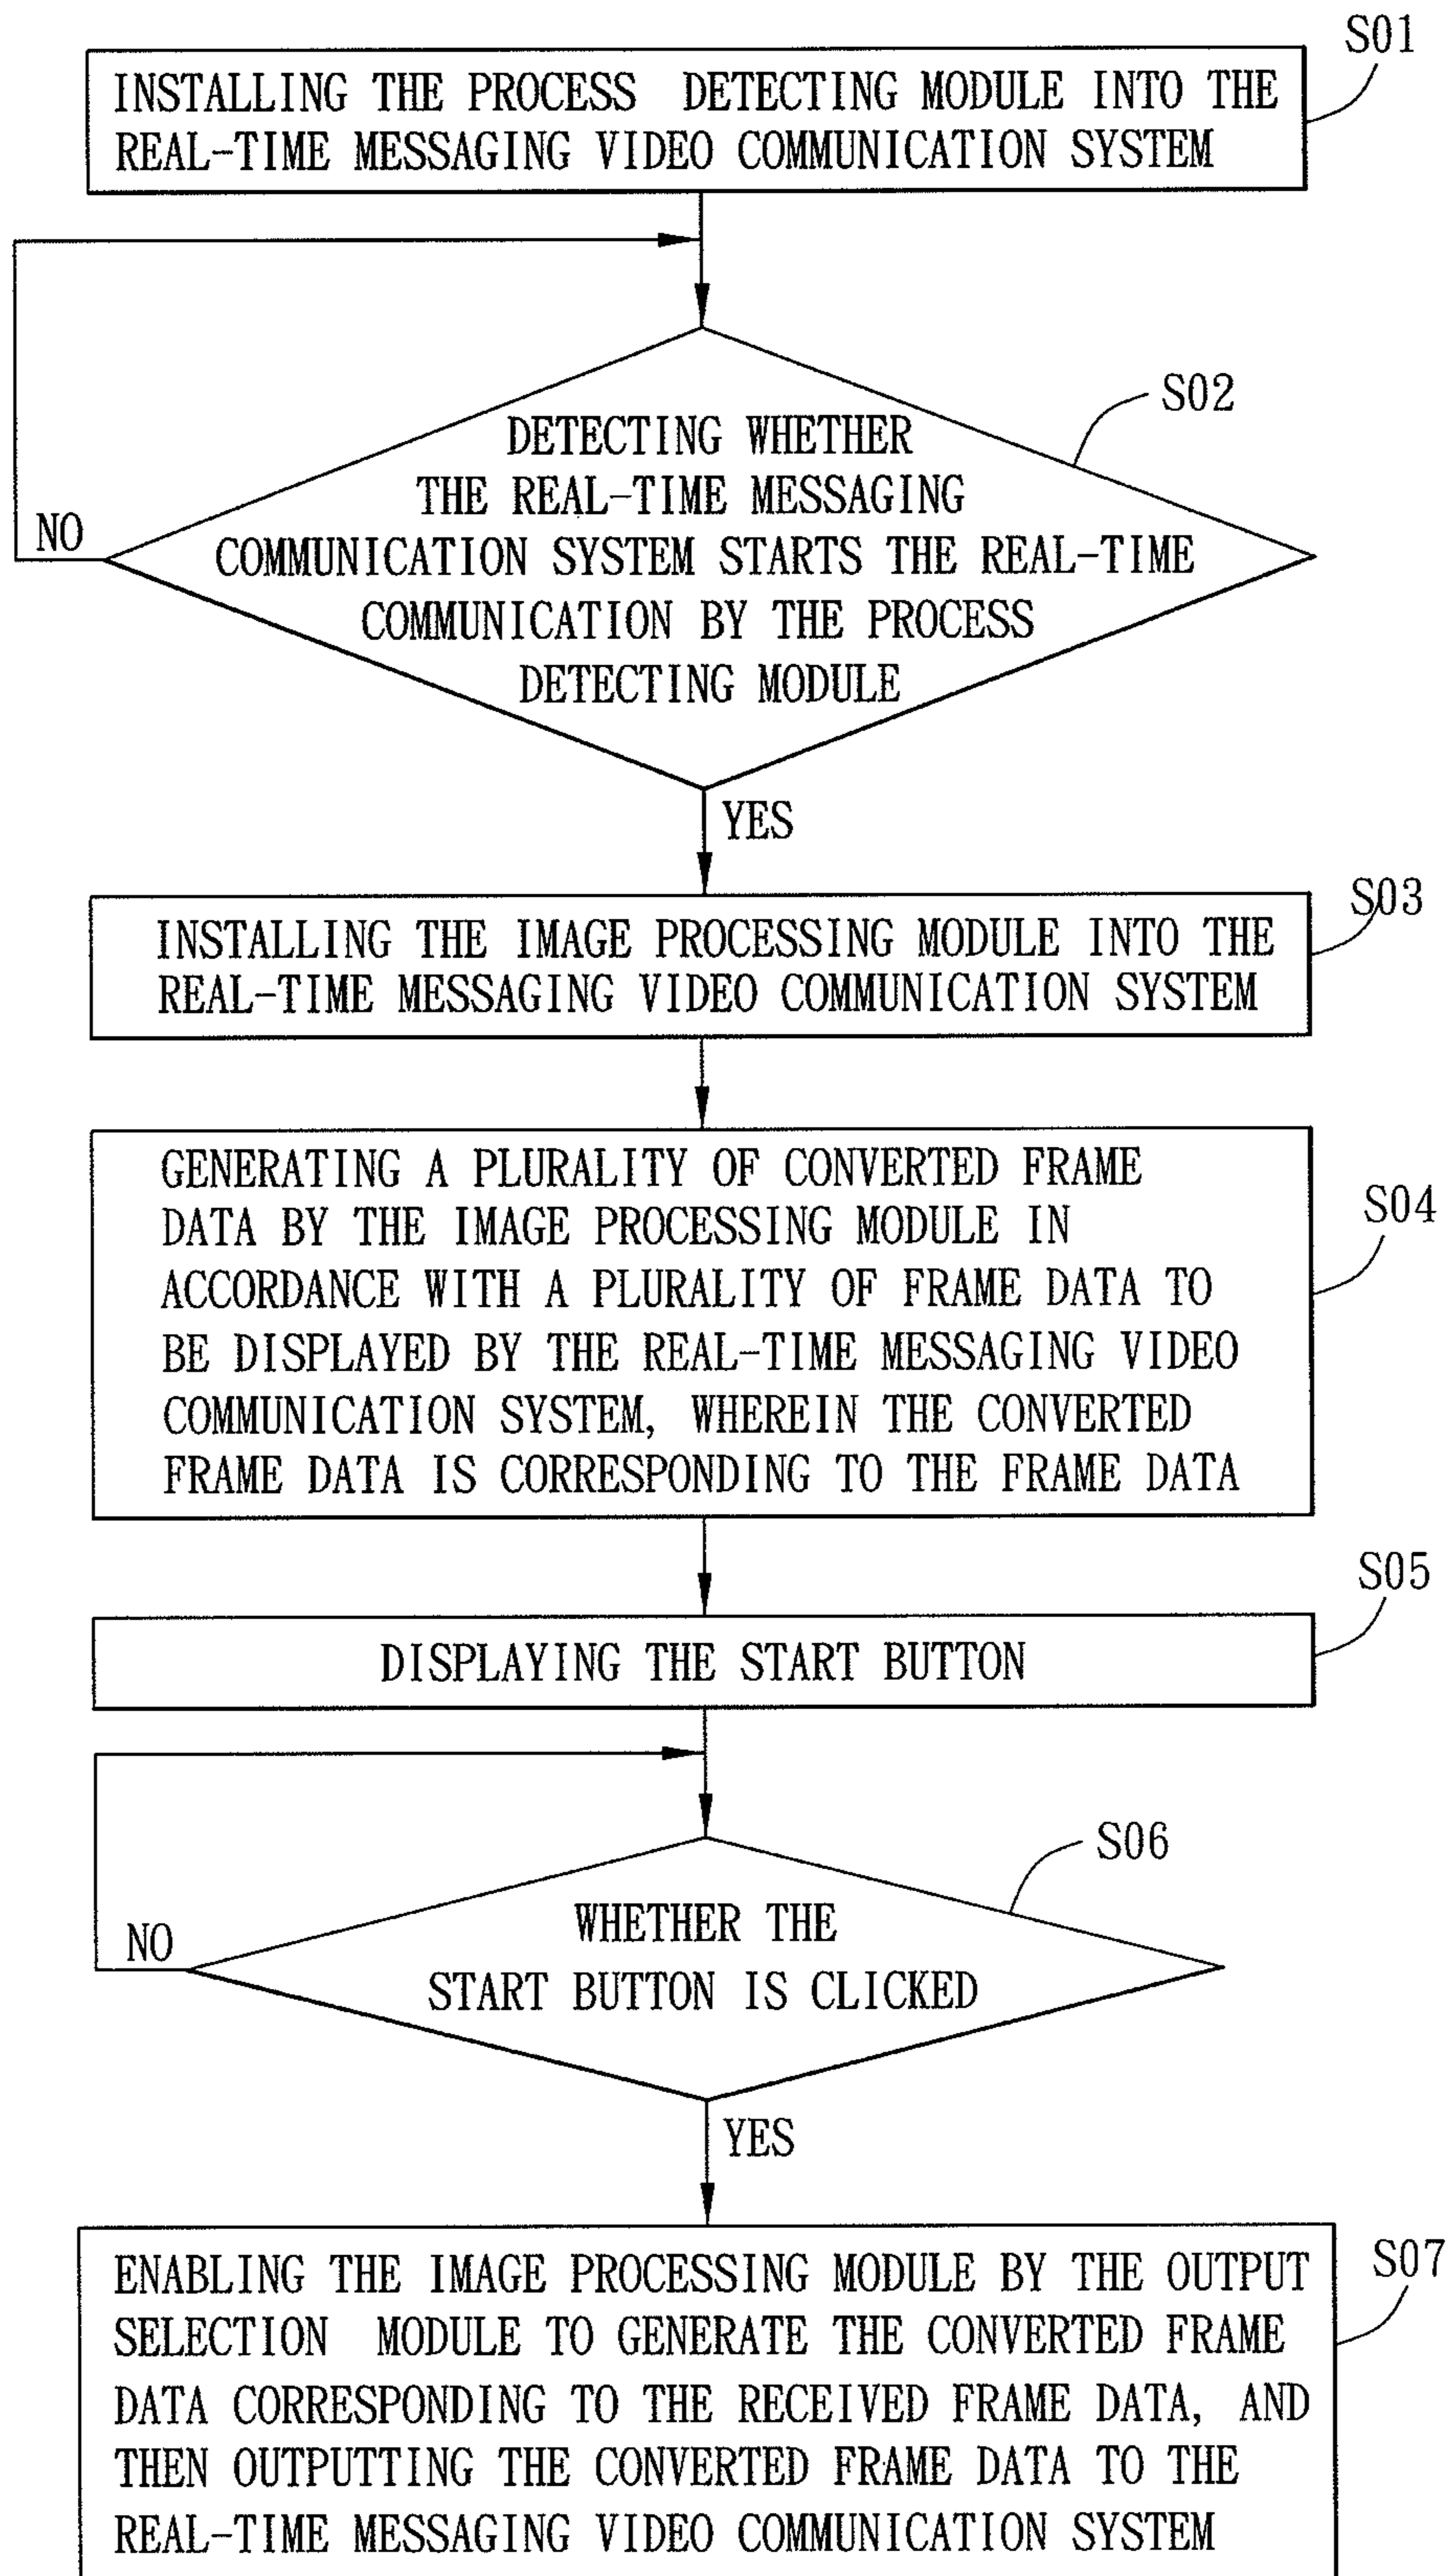 S01
INSTALLING THE PROCESS DETECTING MODULE INTO THE
REAL-TIME MESSAGING VIDEO COMMUNICATION SYSTEM
S02
DETECTING WHETHER
THE REAL-TIME MESSAGING
COMMUNICATION SYSTEM STARTS THE REAL-TIME
COMMUNICATION BY THE PROCESS
DETECTING MODULE
NO
YES
S03
INSTALLING THE IMAGE PROCESSING MODULE INTO THE
REAL-TIME MESSAGING VIDEO COMMUNICATION SYSTEM
S04
GENERATING A PLURALITY OF CONVERTED FRAME
DATA BY THE IMAGE PROCESSING MODULE IN
ACCORDANCE WITH A PLURALITY OF FRAME DATA TO
BE DISPLAYED BY THE REAL-TIME MESSAGING VIDEO
COMMUNICATION SYSTEM, WHEREIN THE CONVERTED
FRAME DATA IS CORRESPONDING TO THE FRAME DATA
S05
DISPLAYING THE START BUTTON
S06
WHETHER THE
START BUTTON IS CLICKED
NO
YES
S07
ENABLING THE IMAGE PROCESSING MODULE BY THE OUTPUT
SELECTION MODULE TO GENERATE THE CONVERTED FRAME
DATA CORRESPONDING TO THE RECEIVED FRAME DATA, AND
THEN OUTPUTTING THE CONVERTED FRAME DATA TO THE
REAL-TIME MESSAGING VIDEO COMMUNICATION SYSTEM